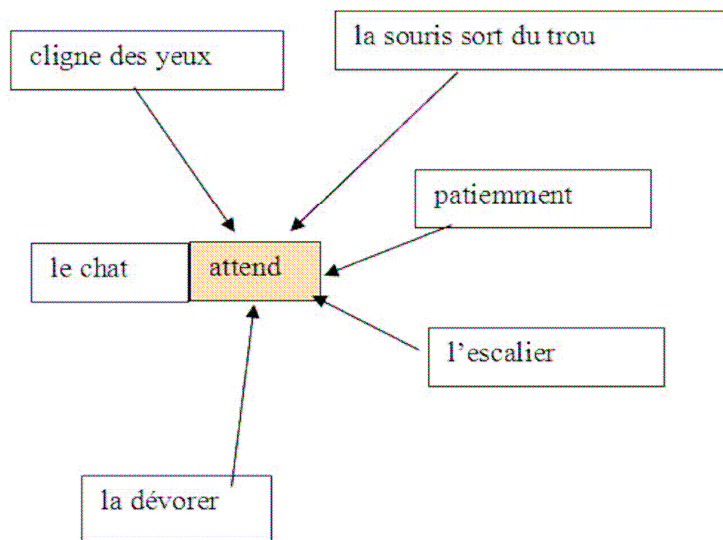 la souris sort du trou
cligne des yeux
patiemment
le chat
attend
l'escalier
la dévorer